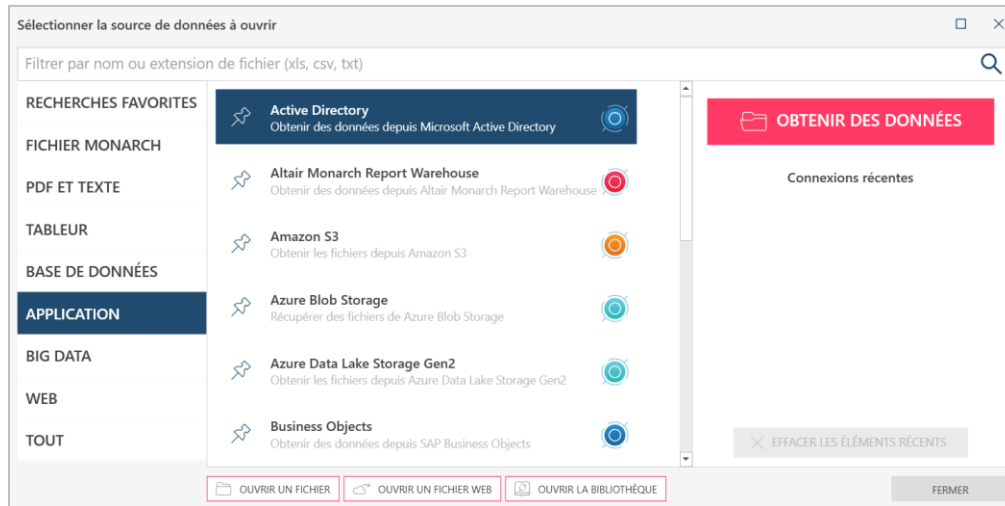 Sélectionner la source de données à ouvrir
Filtrer par nom ou extension de fichier (xls, csv, txt)
RECHERCHES FAVORITES
FICHIER MONARCH
PDF ET TEXTE
TABLEUR
BASE DE DONNÉES
APPLICATION
BIG DATA
WEB
TOUT
Active Directory
Obtenir des données depuis Microsoft Active Directory
Altair Monarch Report Warehouse
Obtenir des données depuis Altair Monarch Report Warehouse
Amazon S3
Obtenir les fichiers depuis Amazon S3
Azure Blob Storage
Récupérer des fichiers de Azure Blob Storage
Azure Data Lake Storage Gen2
Obtenir les fichiers depuis Azure Data Lake Storage Gen2
Business Objects
Obtenir des données depuis SAP Business Objects
OBTENIR DES DONNÉES
Connexions récentes
EFFACER LES ÉLÉMENTS RÉCENTS
OUVRIR UN FICHIER
OUVRIR UN FICHIER WEB
OUVRIR LA BIBLIOTHÈQUE
FERMER